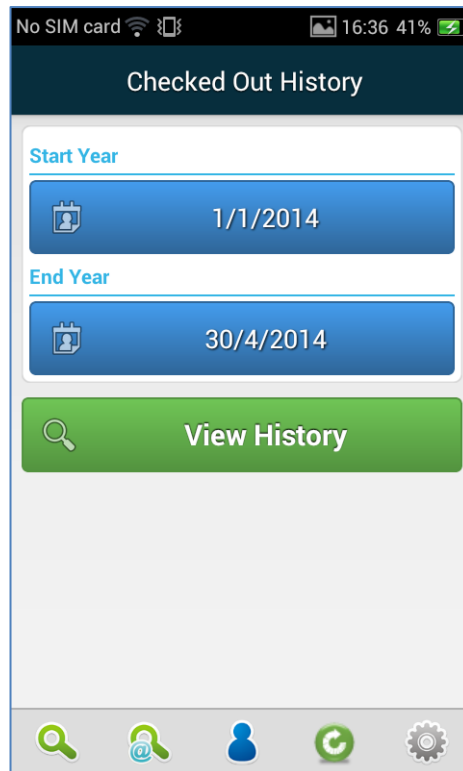 No SIM card 16:36 41%
Checked Out History
Start Year
1/1/2014
End Year
30/4/2014
View History
@